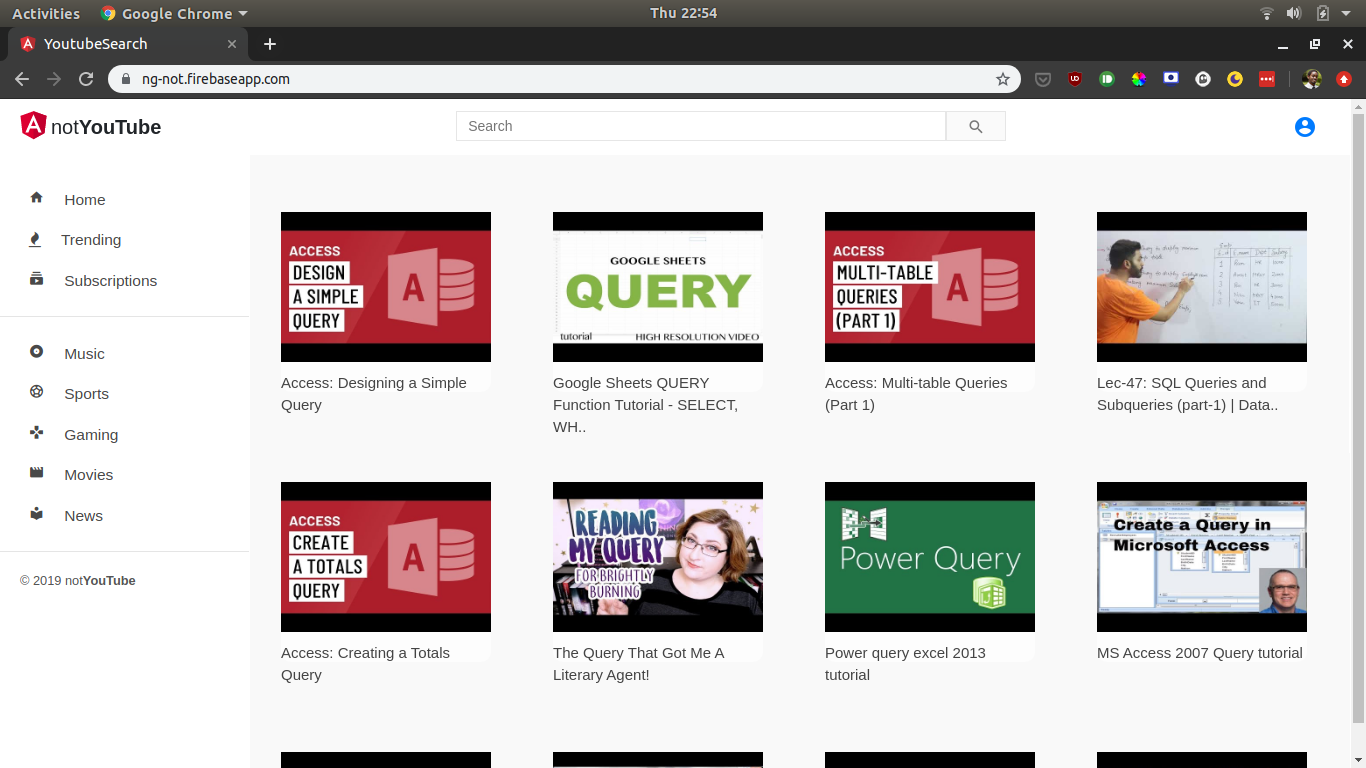 Activities Google Chrome Thu 22:54
YoutubeSearch
ng-not.firebaseapp.com
notYouTube Search
Home
Trending
Subscriptions
Music
Sports
Gaming
Movies
News
© 2019 notYouTube
ACCESS
DESIGN
A SIMPLE
QUERY
Access: Designing a Simple
Query
GOOGLE SHEETS
QUERY
tutorial HIGH RESOLUTION VIDEO
Google Sheets QUERY
Function Tutorial - SELECT,
WH..
ACCESS
MULTI-TABLE
QUERIES
(PART 1)
Access: Multi-table Queries
(Part 1)
Lec-47: SQL Queries and
Subqueries (part-1) | Data..
ACCESS
CREATE
A TOTALS
QUERY
Access: Creating a Totals
Query
READING
MY QUERY
FOR BRIGHTLY
BURNING
The Query That Got Me A
Literary Agent!
Power Query
Power query excel 2013
tutorial
Create a Query in
Microsoft Access
MS Access 2007 Query tutorial